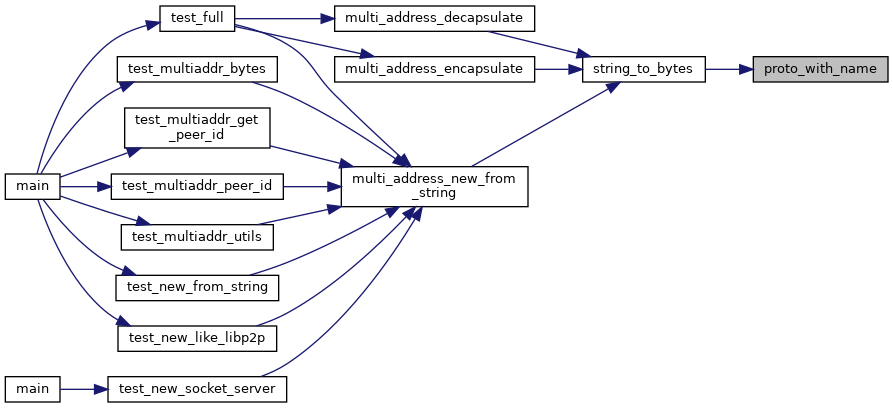 test_full
multi_address_decapsulate
test_multiaddr_bytes
multi_address_encapsulate
string_to_bytes
proto_with_name
test_multiaddr_get
_peer_id
main
test_multiaddr_peer_id
multi_address_new_from
_string
test_multiaddr_utils
test_new_from_string
test_new_like_libp2p
main
test_new_socket_server